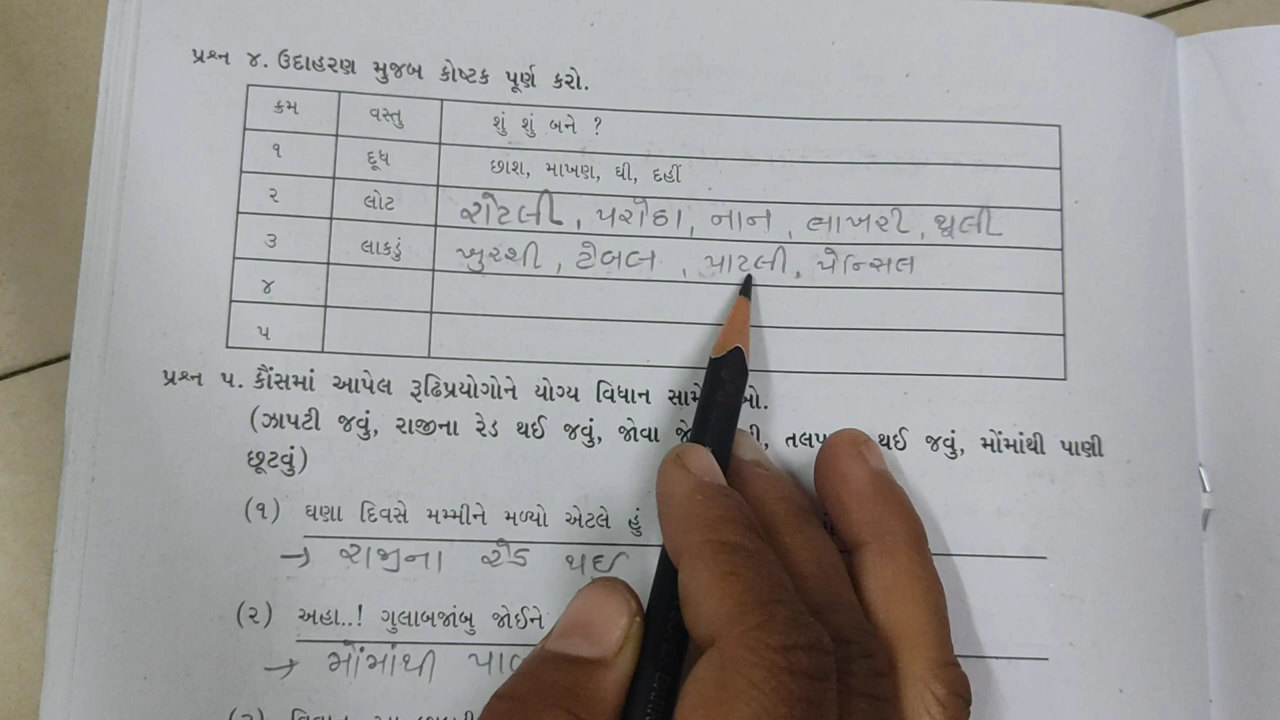 પ્રશ્ન ૪. ઉદાહરણ મુજબ કોષ્ટક પૂર્ણ કરો.
ક્રમ વસ્તુ શું શું બને ?
૧ દૂધ છાશ, માખણ, ઘી, દહીં
૨ લોટ રોટલી, પરોઠા, નાન, ભાખરી, થૂલી
૩ લાકડું ખુરશી, ટેબલ, પાટલી, પેન્સિલ
૪
૫
પ્રશ્ન ૫. કૌંસમાં આપેલ રૂઢિપ્રયોગોને યોગ્ય વિધાન
(ઝાપટી જવું, રાજીના રેડ થઈ જવું, જોવા થઈ જવું, મોંમાંથી પાણી
છૂટવું)
(૧) ઘણા દિવસે મમ્મીને મળ્યો એટલે હું
→ રાજીના રેડ થઈ
(૨) અહા..! ગુલાબજાંબુ જોઈને
→ મોંમાંથી